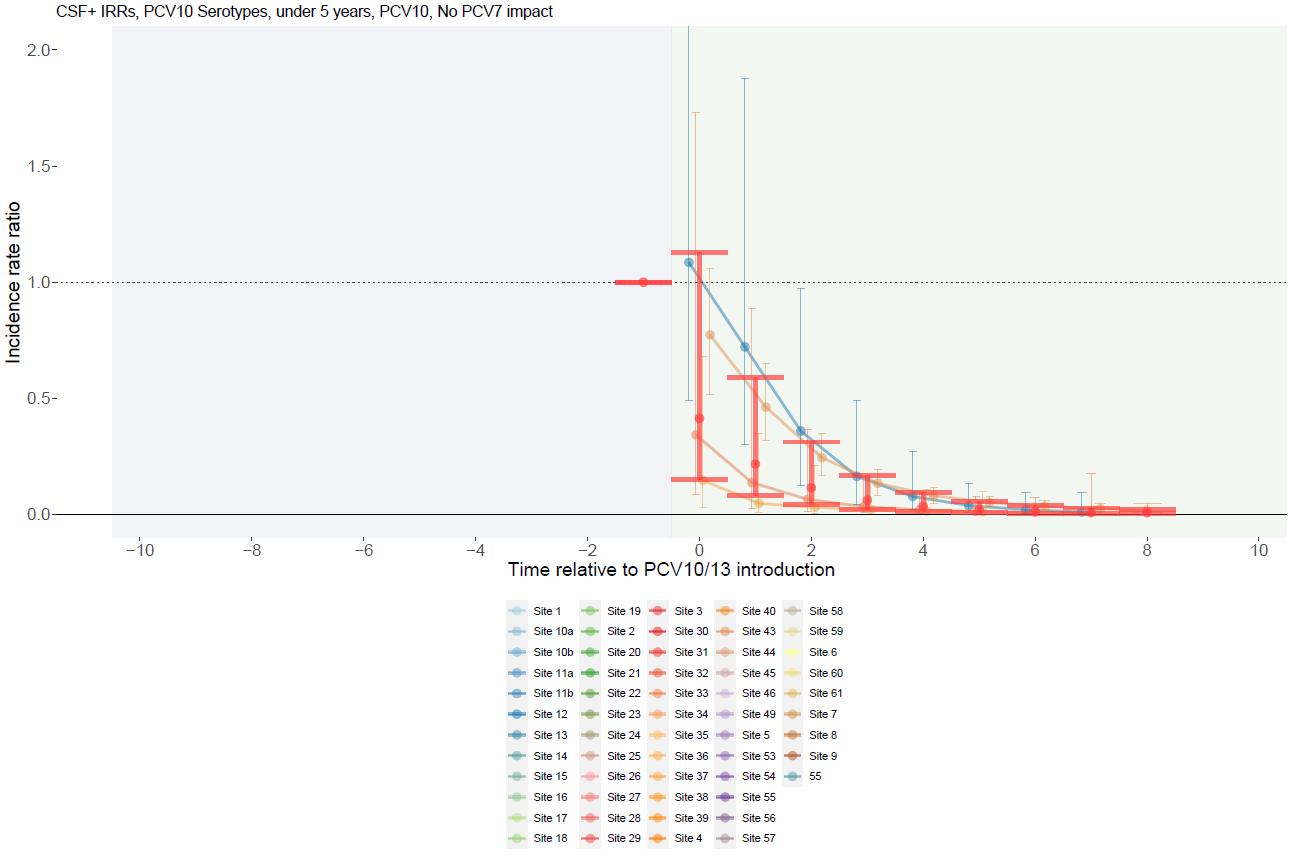 CSF+ IRRs, PCV10 Serotypes, under 5 years, PCV10, No PCV7 impact
Incidence rate ratio
2.0
1.5
1.0
0.5
0.0
−10 −8 −6 −4 −2 0 2 4 6 8 10
Time relative to PCV10/13 introduction
Site 1 Site 19 Site 3 Site 40 Site 58
Site 10a Site 2 Site 30 Site 43 Site 59
Site 10b Site 20 Site 31 Site 44 Site 6
Site 11a Site 21 Site 32 Site 45 Site 60
Site 11b Site 22 Site 33 Site 46 Site 61
Site 12 Site 23 Site 34 Site 49 Site 7
Site 13 Site 24 Site 35 Site 5 Site 8
Site 14 Site 25 Site 36 Site 53 Site 9
Site 15 Site 26 Site 37 Site 54 55
Site 16 Site 27 Site 38 Site 55
Site 17 Site 28 Site 39 Site 56
Site 18 Site 29 Site 4 Site 57